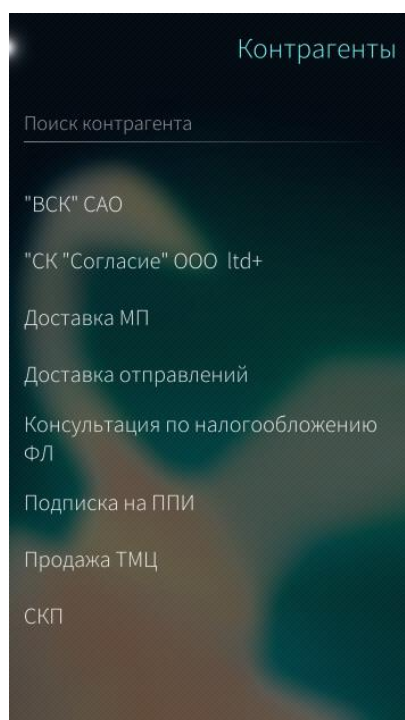 Контрагенты
Поиск контрагента
"ВСК" САО
"СК "Согласие" ООО  ltd+
Доставка МП
Доставка отправлений
Консультация по налогообложению
ФЛ
Подписка на ППИ
Продажа ТМЦ
СКП